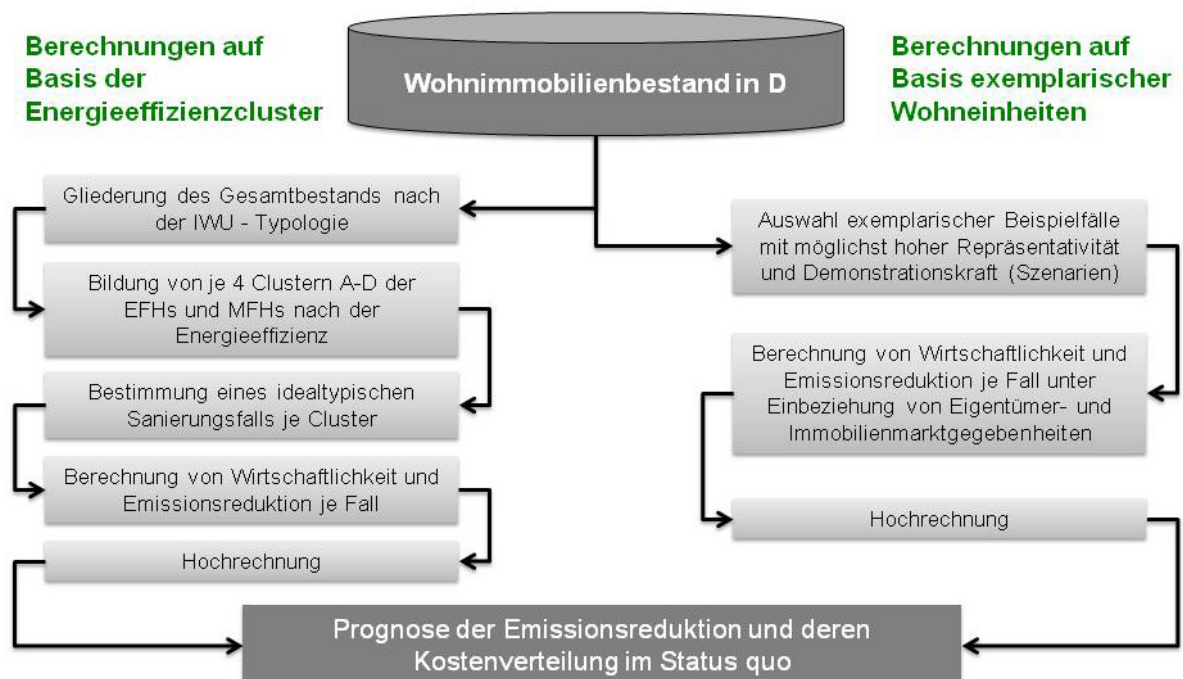 Berechnungen auf
Basis der
Energieeffizienzcluster
Wohnimmobilienbestand in D
Berechnungen auf
Basis exemplarischer
Wohneinheiten
Gliederung des Gesamtbestands nach
der IWU - Typologie
Bildung von je 4 Clustern A-D der
EFHs und MFHs nach der
Energieeffizienz
Bestimmung eines idealtypischen
Sanierungsfalls je Cluster
Berechnung von Wirtschaftlichkeit und
Emissionsreduktion je Fall
Hochrechnung
Auswahl exemplarischer Beispielfälle
mit möglichst hoher Repräsentativität
und Demonstrationskraft (Szenarien)
Berechnung von Wirtschaftlichkeit und
Emissionsreduktion je Fall unter
Einbeziehung von Eigentümer- und
Immobilienmarktgegebenheiten
Hochrechnung
Prognose der Emissionsreduktion und deren
Kostenverteilung im Status quo